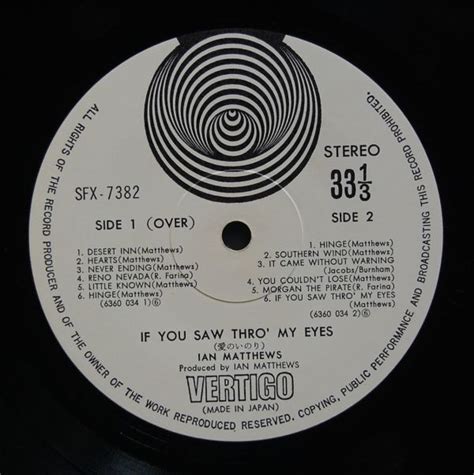 STEREO
33 1/3
SFX-7382
SIDE 1 (OVER)
1. DESERT INN(Matthews)
2. HEARTS(Matthews)
3. NEVER ENDING(Matthews)
4. RENO NEVADA(R. Farina)
5. LITTLE KNOWN(Matthews)
6. HINGE(Matthews)
(6360 034 1)⑥
SIDE 2
1. HINGE(Matthews)
2. SOUTHERN WIND(Matthews)
3. IT CAME WITHOUT WARNING
(Jacobs/Burnham)
4. YOU COULDN'T LOSE(Matthews)
5. MORGAN THE PIRATE(R. Farina)
6. IF YOU SAW THRO' MY EYES
(Matthews)
(6360 034 2)⑥
IF YOU SAW THRO' MY EYES
(愛のいのり)
IAN MATTHEWS
Produced by IAN MATTHEWS
VERTIGO
(MADE IN JAPAN)
ALL RIGHTS OF THE RECORD PRODUCER AND OF THE OWNER OF THE WORK REPRODUCED RESERVED. COPYING, PUBLIC PERFORMANCE AND BROADCASTING THIS RECORD PROHIBITED.